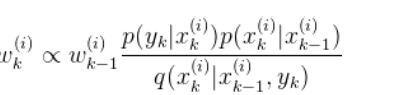 w_k^{(i)} ∝ w_{k-1}^{(i)} \frac{p(y_k|x_k^{(i)})p(x_k^{(i)}|x_{k-1}^{(i)})}{q(x_k^{(i)}|x_{k-1}^{(i)}, y_k)}